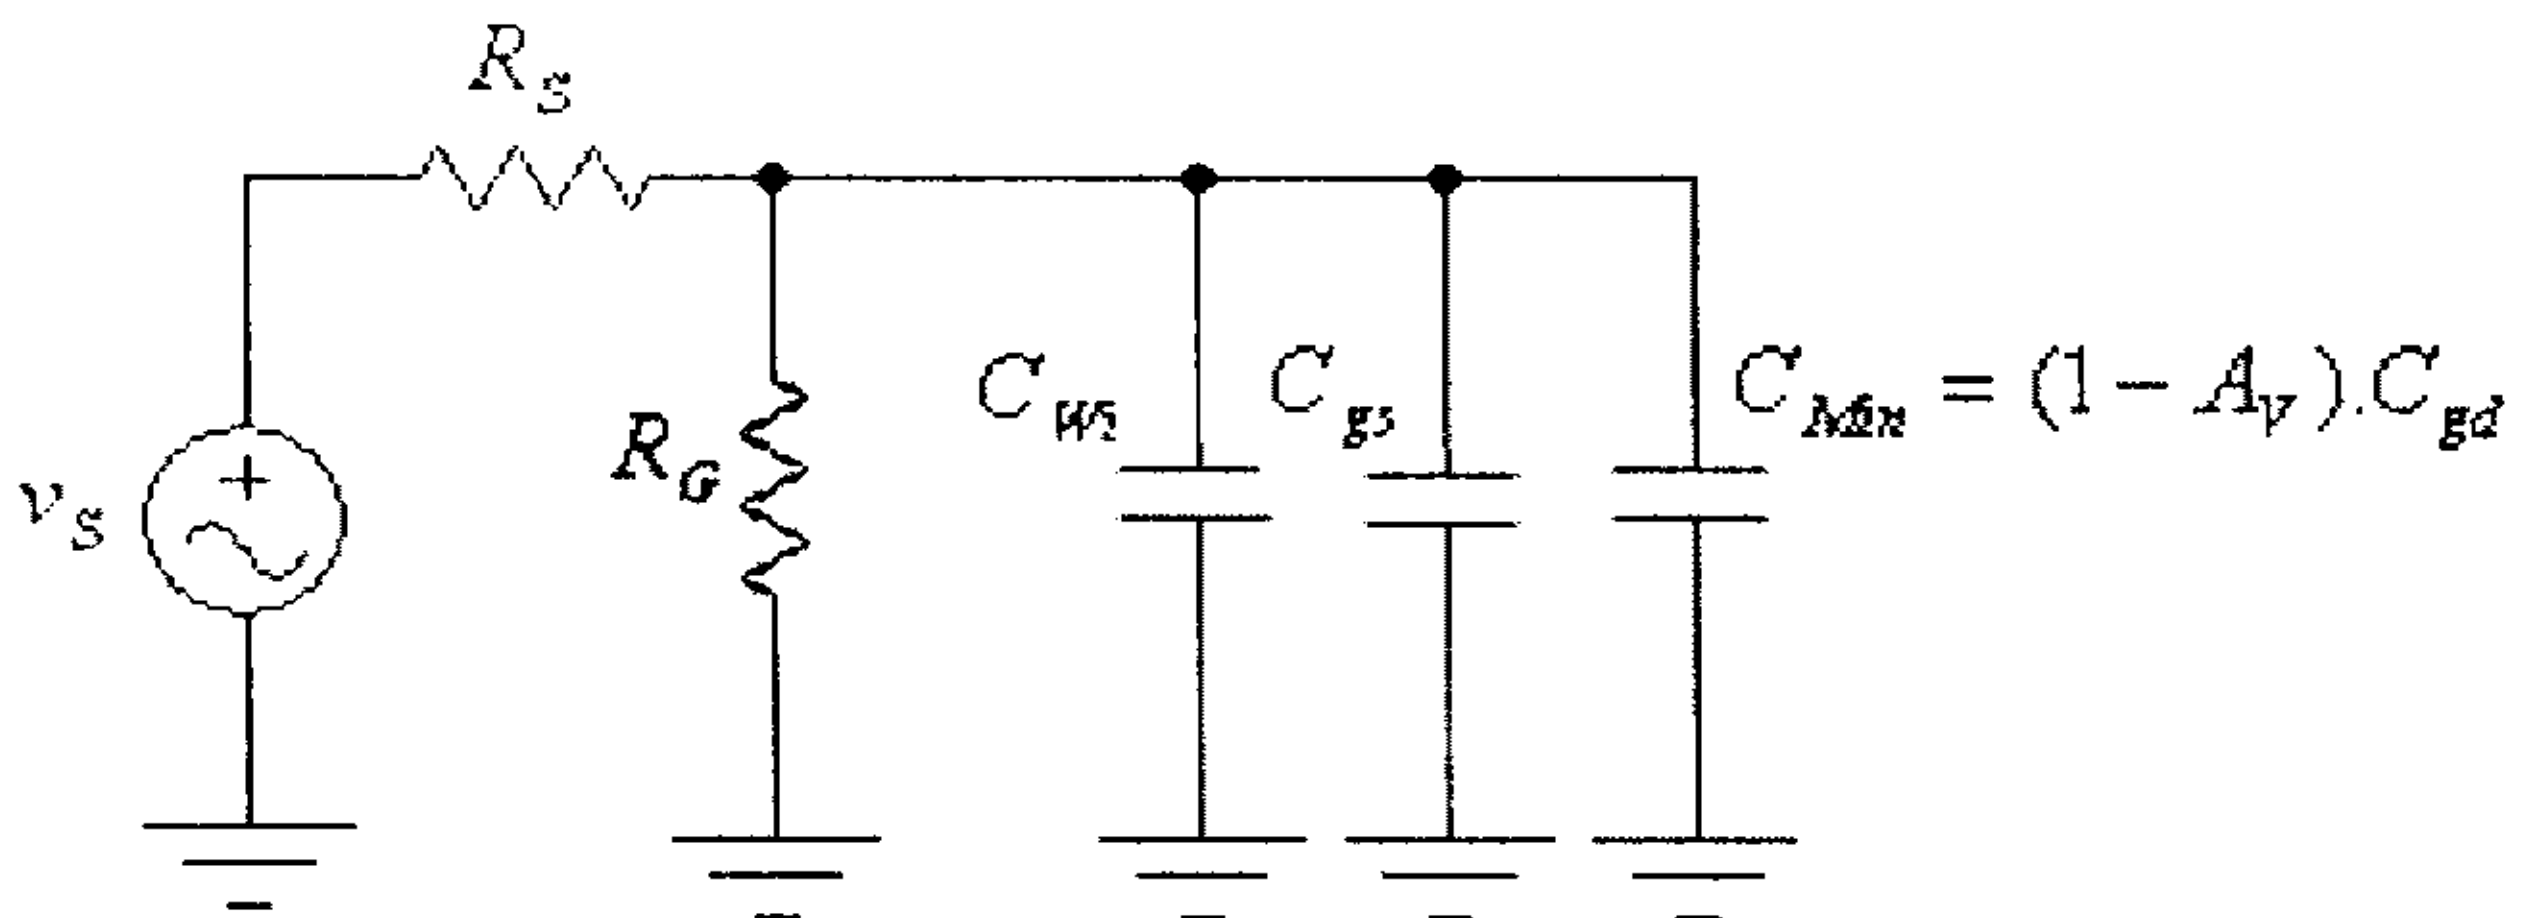 R_S
v_S
+
R_G
C_Wi
C_gs
C_Min = (1 - A_V).C_gd